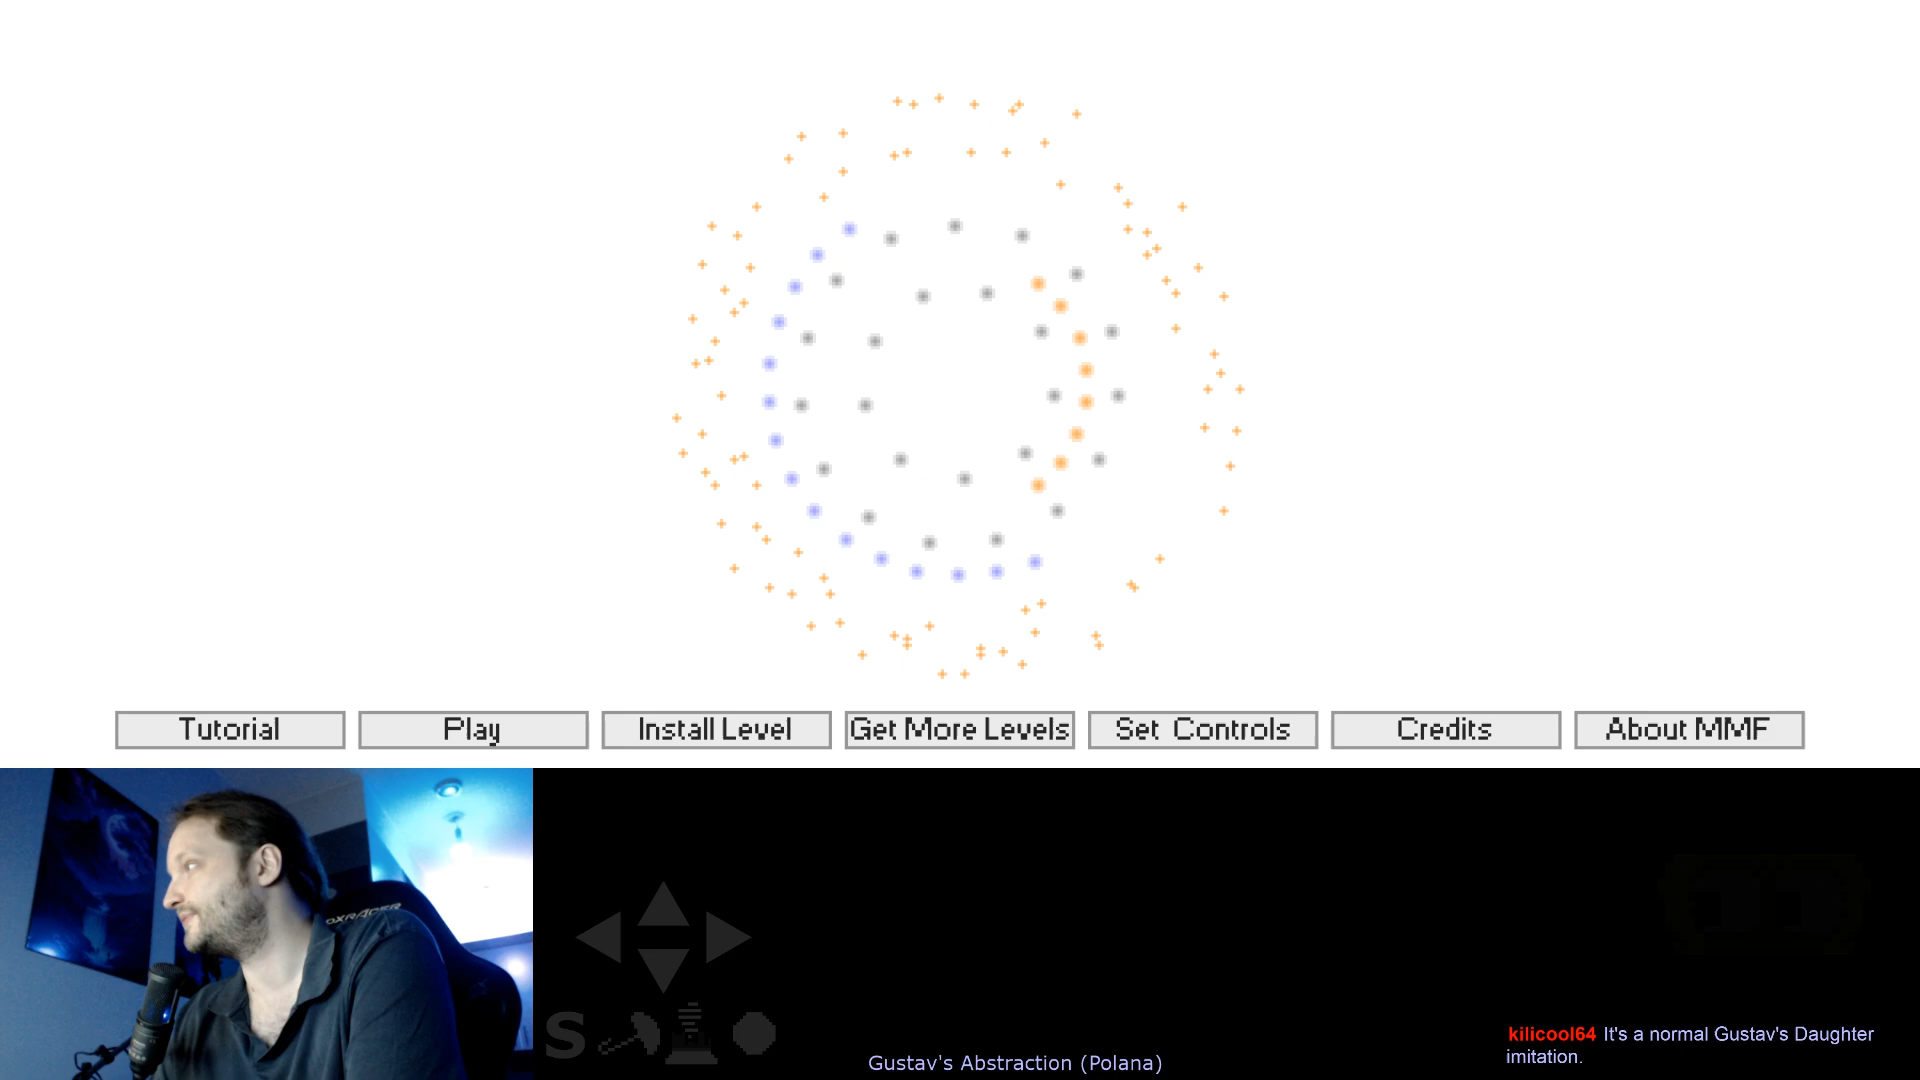 Tutorial
Play
Install Level
Get More Levels
Set Controls
Credits
About MMF
DXRACER
S
Gustav's Abstraction (Polana)
kilicool64 It's a normal Gustav's Daughter
imitation.